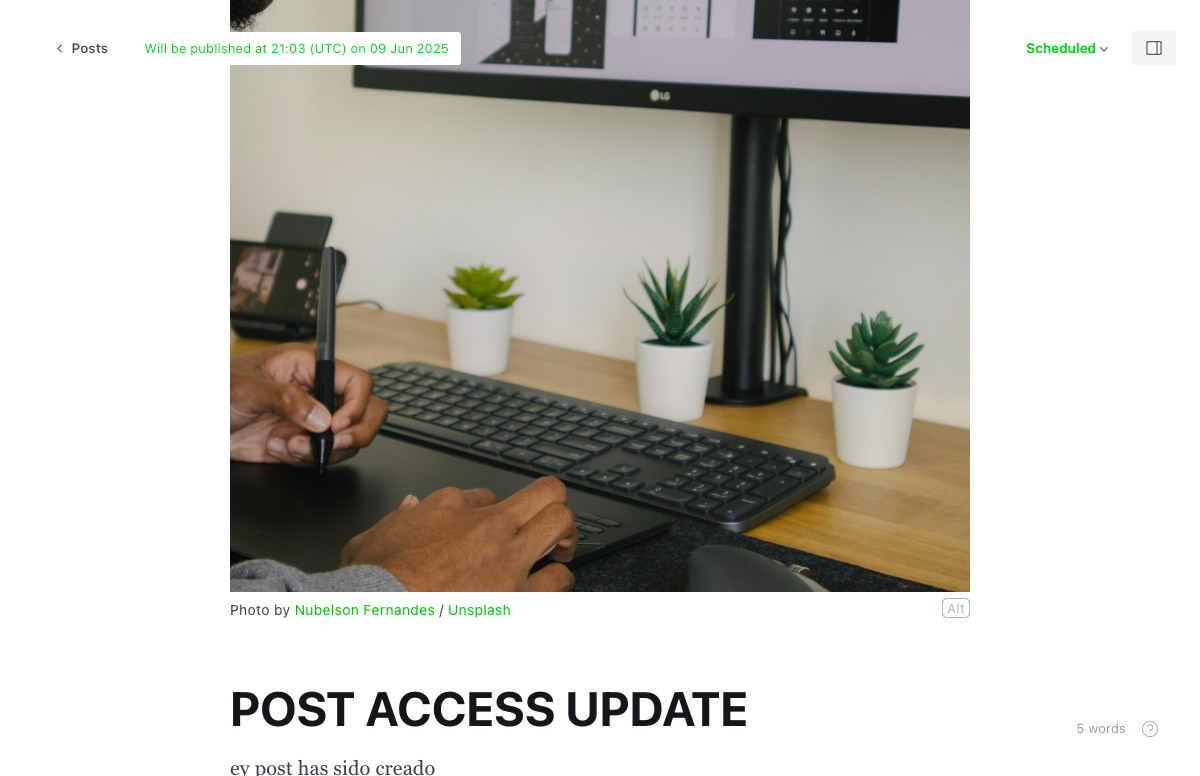 Posts
Will be published at 21:03 (UTC) on 09 Jun 2025
Scheduled
LG
Photo by Nubelson Fernandes / Unsplash
Alt
POST ACCESS UPDATE
5 words
?
ey post has sido creado